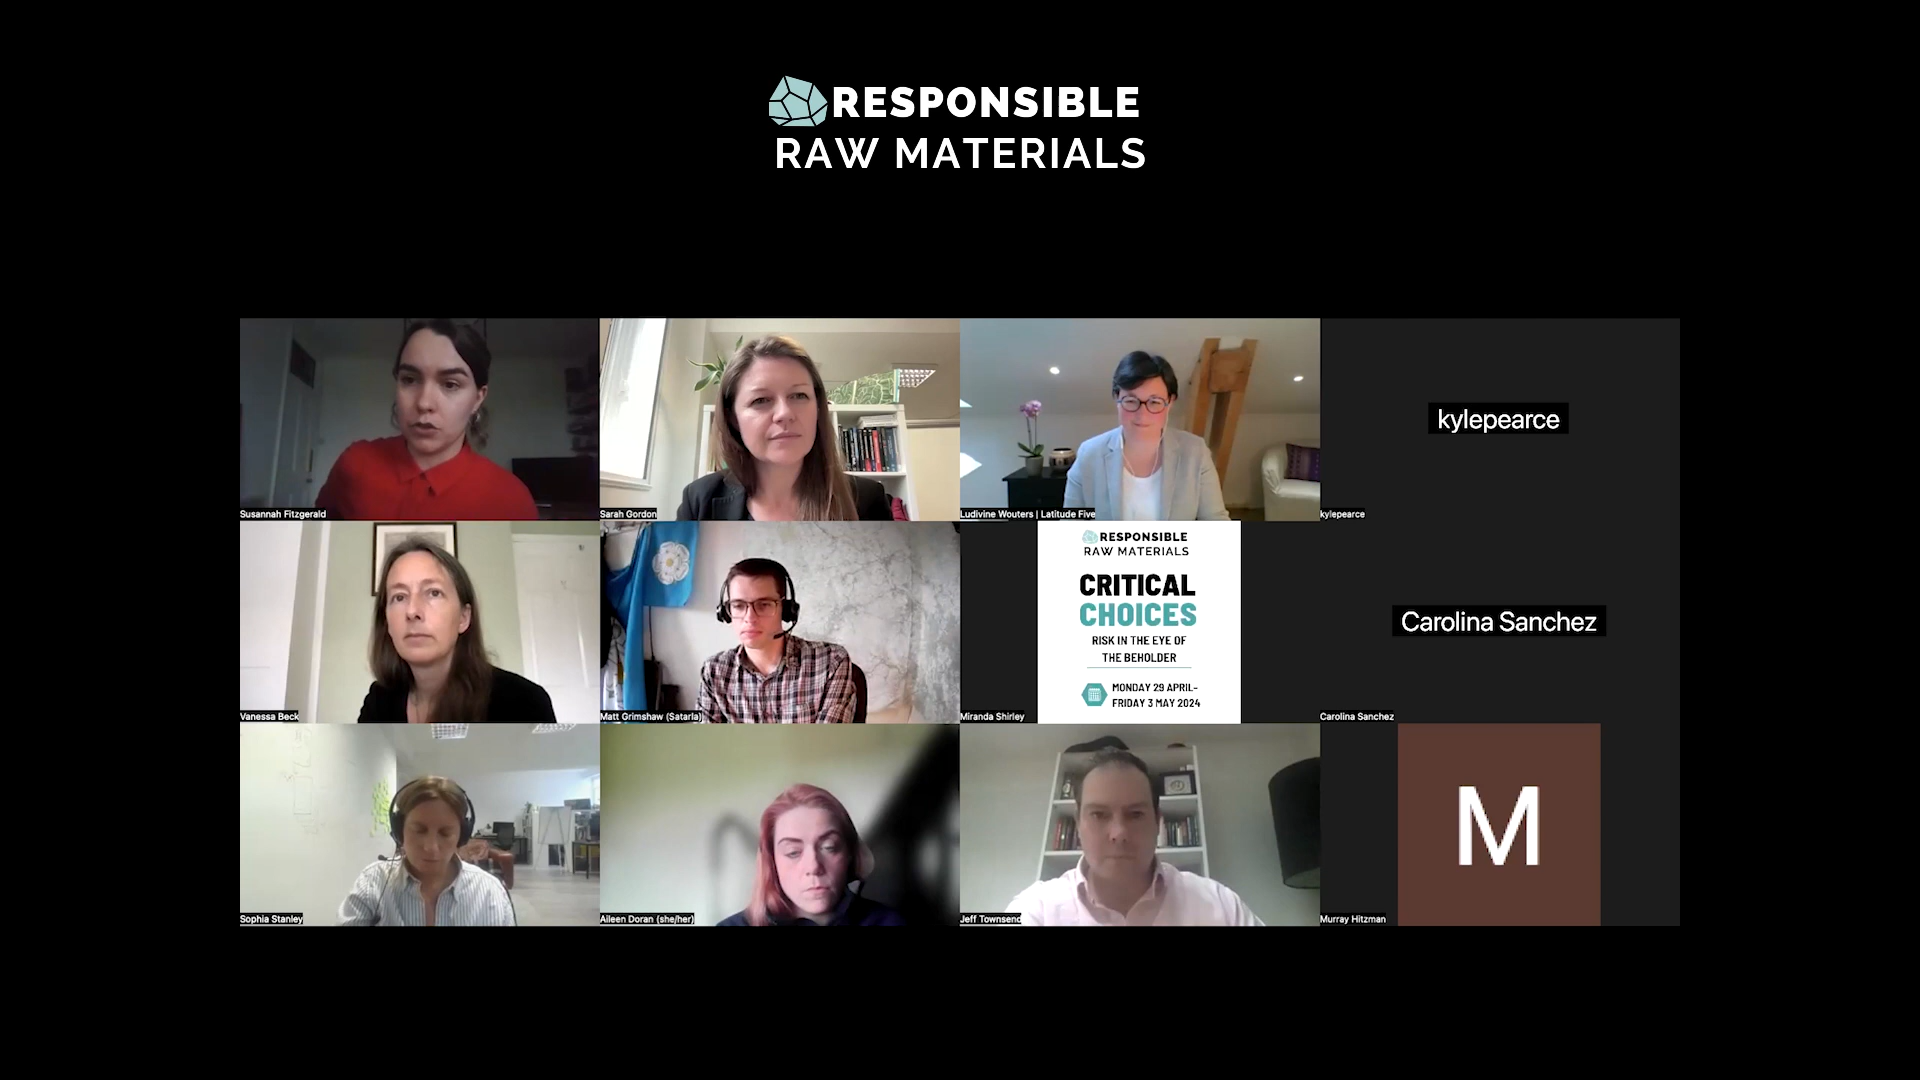 RESPONSIBLE
RAW MATERIALS
Susannah Fitzgerald
Sarah Gordon
Ludivine Wouters | Latitude Five
kylepearce
kylepearce
Vanessa Beck
Matt Grimshaw (Satarla)
RESPONSIBLE
RAW MATERIALS
CRITICAL
CHOICES
RISK IN THE EYE OF
THE BEHOLDER
MONDAY 29 APRIL-
FRIDAY 3 MAY 2024
Miranda Shirley
Carolina Sanchez
Carolina Sanchez
Sophia Stanley
Aileen Doran (she/her)
Jeff Townsend
M
Murray Hitzman